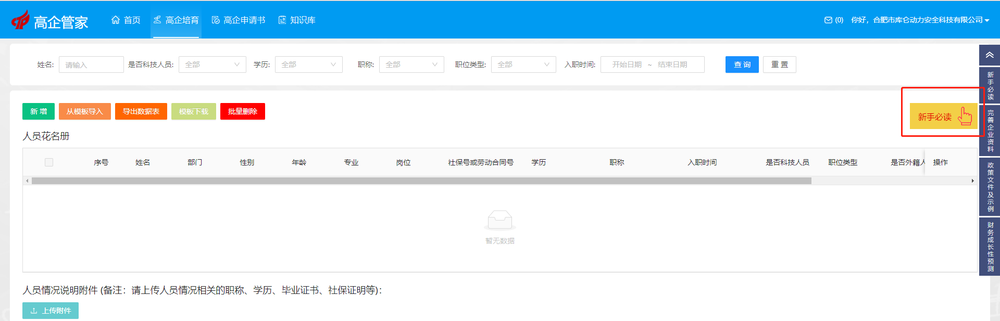 高企管家
首页
高企培育
高企申请书
知识库
(0)
你好，合肥市库仑动力安全科技有限公司
姓名:
请输入
是否科技人员:
全部
学历:
全部
职称:
全部
职位类型:
全部
入职时间:
开始日期 ~ 结束日期
查 询
重 置
新 增
从模板导入
导出数据表
模板下载
批量删除
新手必读
人员花名册
序号 姓名 部门 性别 年龄 专业 岗位 社保号或劳动合同号 学历 职称 入职时间 是否科技人员 职位类型 是否外籍人 操作
暂无数据
人员情况说明附件 (备注：请上传人员情况相关的职称、学历、毕业证书、社保证明等)：
上传附件
新手必读
完善企业资料
政策文件及示例
财务成长性预测